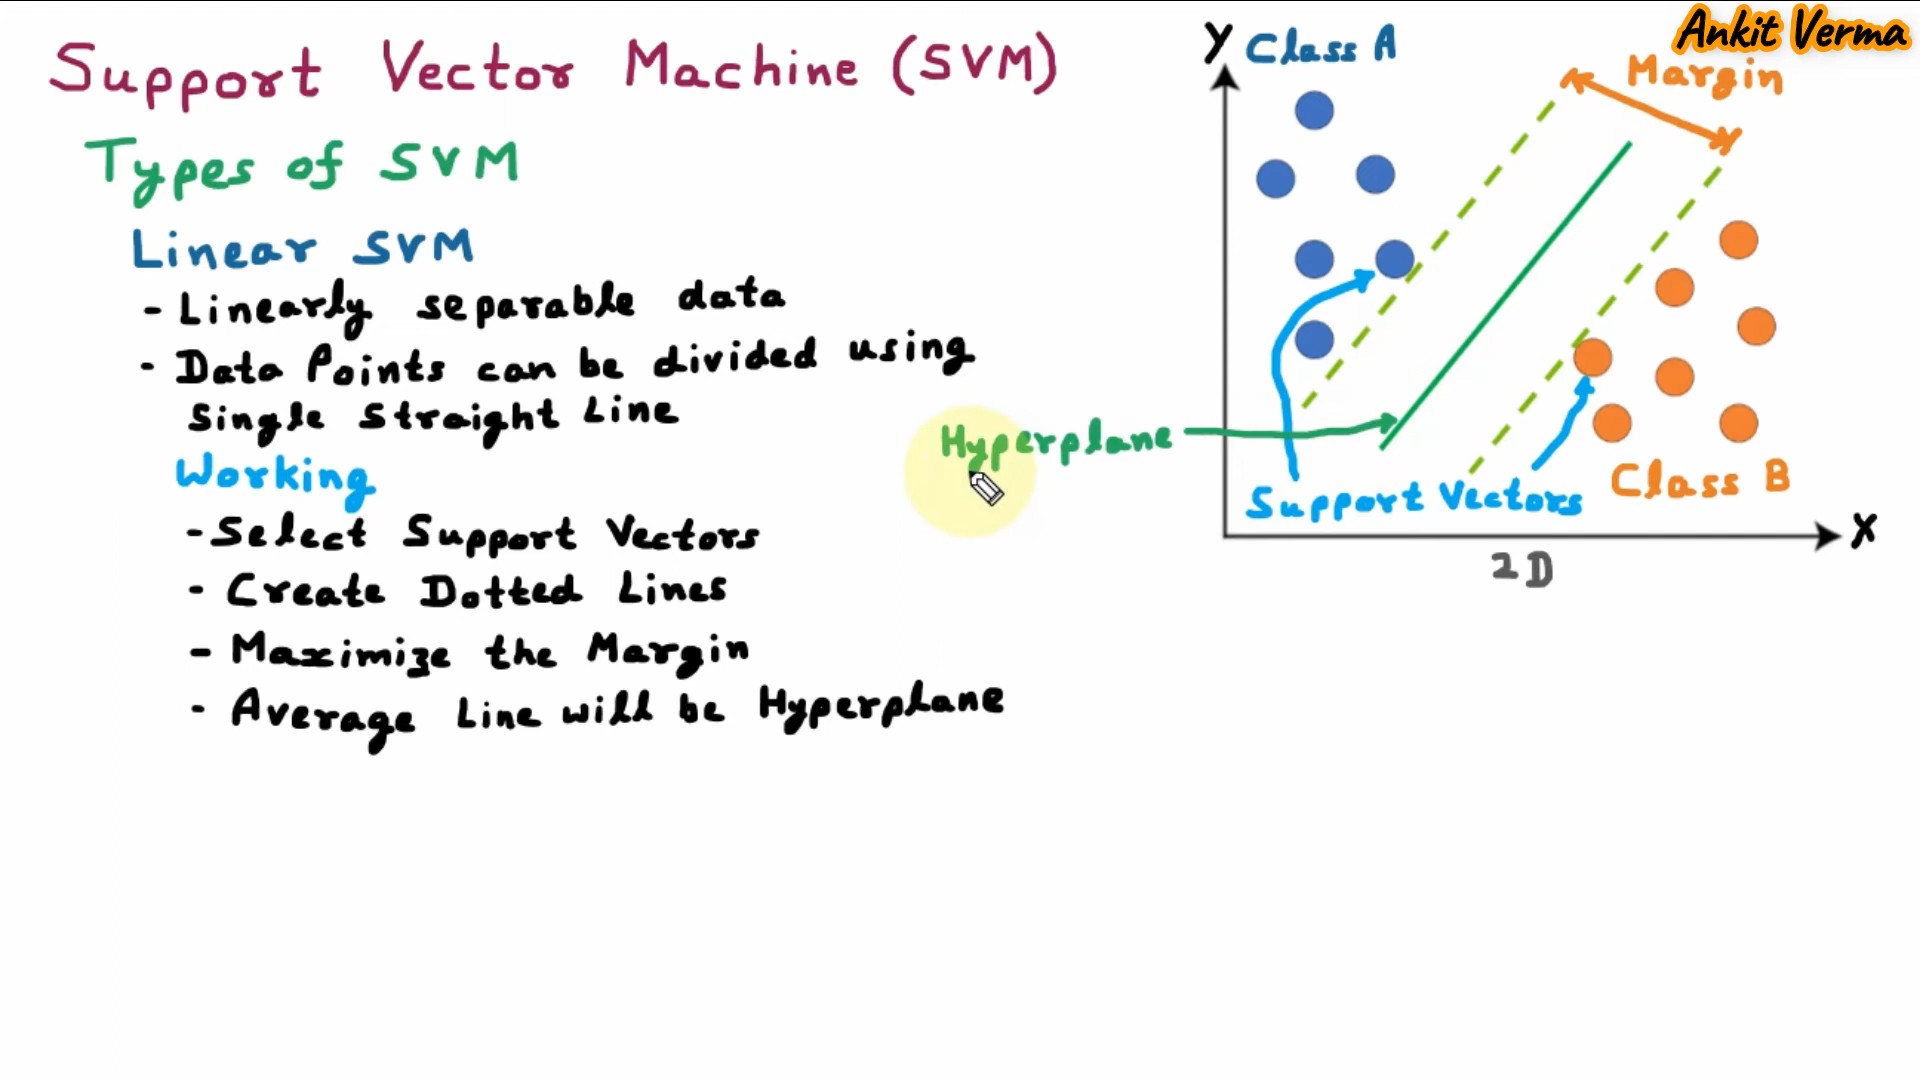 Support Vector Machine (SVM)
Types of SVM
Linear SVM
- Linearly separable data
- Data Points can be divided using
Single Straight Line
Working
- Select Support Vectors
- Create Dotted Lines
- Maximize the Margin
- Average Line will be Hyperplane
Ankit Verma
Y Class A
Margin
Hyperplane
Support Vectors
Class B
X
2D